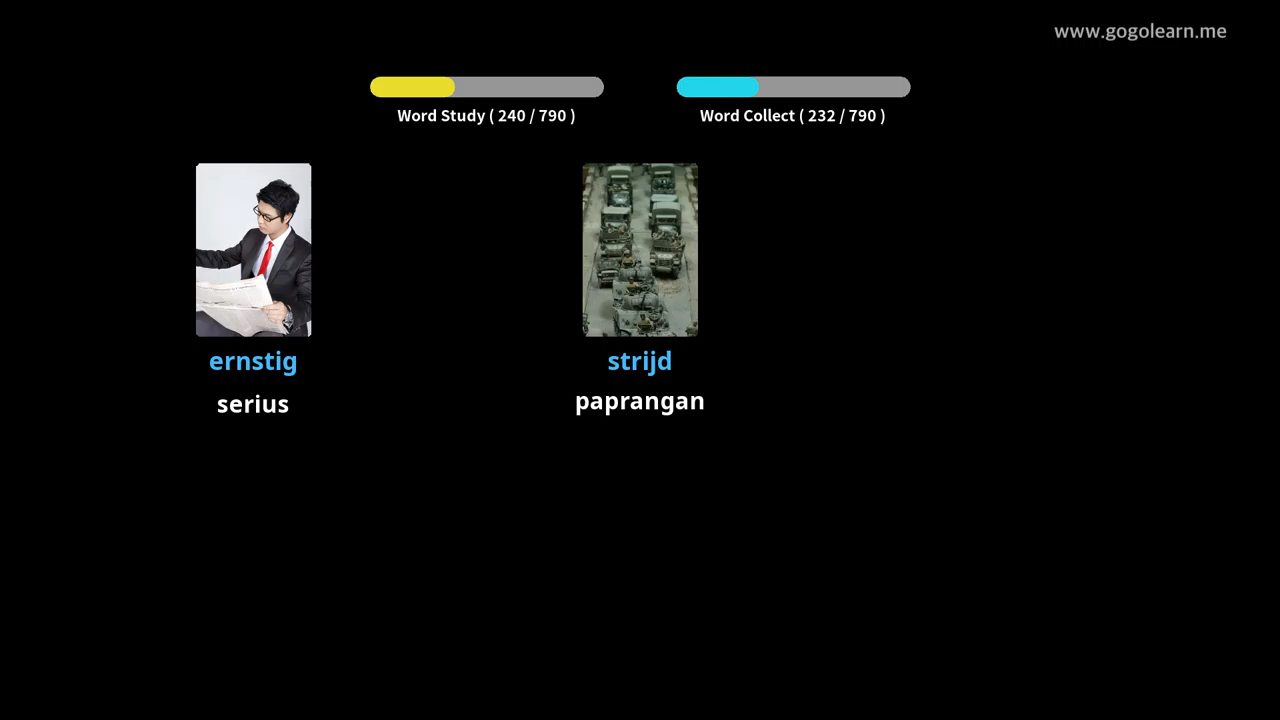 www.gogolearn.me
Word Study ( 240 / 790 )
Word Collect ( 232 / 790 )
ernstig
serius
strijd
paprangan